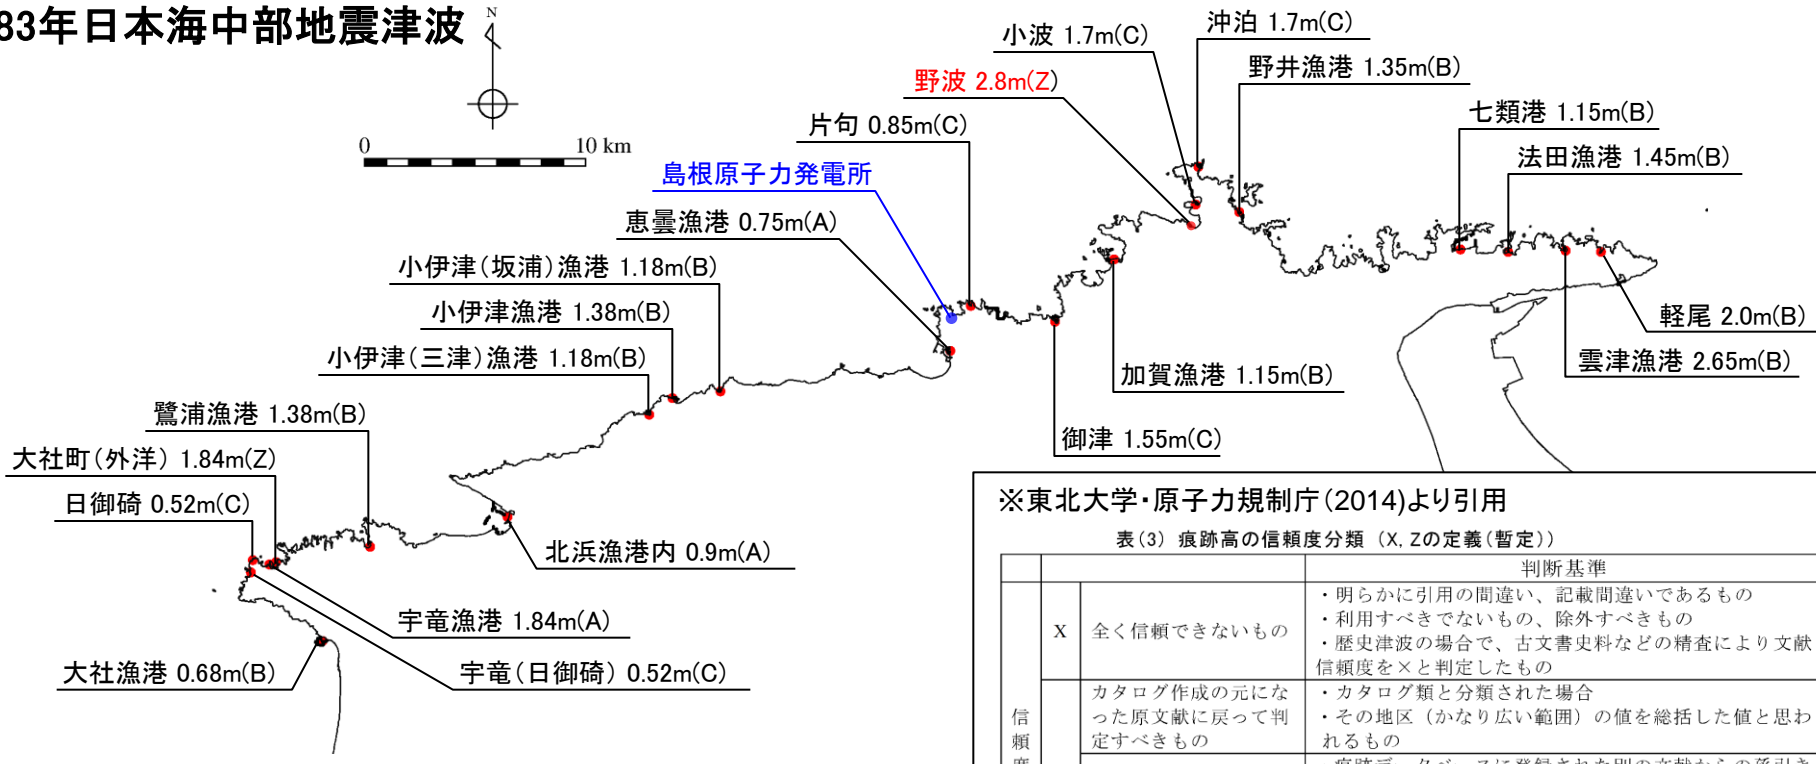 83年日本海中部地震津波
N
0 10 km
沖泊 1.7m(C)
小波 1.7m(C)
野井漁港 1.35m(B)
野波 2.8m(Z)
七類港 1.15m(B)
片句 0.85m(C)
法田漁港 1.45m(B)
島根原子力発電所
恵曇漁港 0.75m(A)
小伊津(坂浦)漁港 1.18m(B)
小伊津漁港 1.38m(B)
軽尾 2.0m(B)
小伊津(三津)漁港 1.18m(B)
雲津漁港 2.65m(B)
加賀漁港 1.15m(B)
鷺浦漁港 1.38m(B)
御津 1.55m(C)
大社町(外洋) 1.84m(Z)
日御碕 0.52m(C)
北浜漁港内 0.9m(A)
宇竜漁港 1.84m(A)
大社漁港 0.68m(B)
宇竜(日御碕) 0.52m(C)
※東北大学・原子力規制庁(2014)より引用
表(3) 痕跡高の信頼度分類 (X, Zの定義(暫定))
判断基準
X
全く信頼できないもの
・明らかに引用の間違い、記載間違いであるもの
・利用すべきでないもの、除外すべきもの
・歴史津波の場合で、古文書史料などの精査により文献
信頼度を×と判定したもの
カタログ作成の元にな
った原文献に戻って判
定すべきもの
・カタログ類と分類された場合
・その地区(かなり広い範囲)の値を総括した値と思わ
れるもの
信
頼